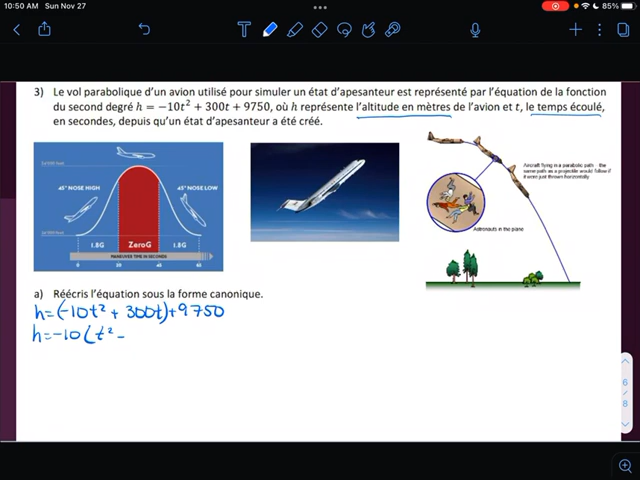 10:50 AM Sun Nov 27
85%
3) Le vol parabolique d'un avion utilisé pour simuler un état d'apesanteur est représenté par l'équation de la fonction
du second degré h = −10t² + 300t + 9750, où h représente l'altitude en mètres de l'avion et t, le temps écoulé,
en secondes, depuis qu'un état d'apesanteur a été créé.
45° NOSE HIGH
45° NOSE LOW
1.8G
ZeroG
1.8G
MANEUVER TIME IN SECONDS
Aircraft flying in a parabolic path - the
same path as a projectile would follow if
it were just thrown horizontally
Astronauts in the plane
a) Réécris l'équation sous la forme canonique.
h=(-10t² + 300t)+9750
h=-10(t² -
6
/
8